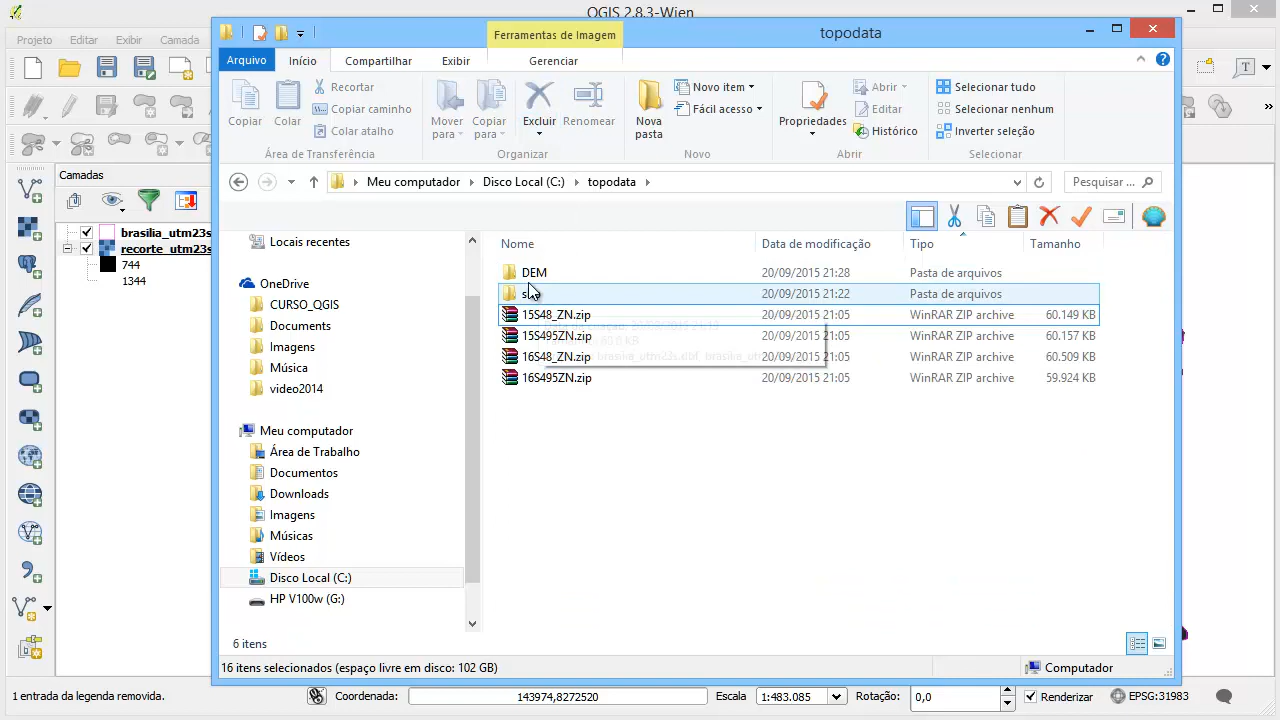 QGIS 2.8.3-Wien
Projeto Editar Exibir Camada
Ferramentas de Imagem
topodata
Arquivo Início Compartilhar Exibir Gerenciar
Copiar
Colar
Recortar
Copiar caminho
Colar atalho
Área de Transferência
Mover para
Copiar para
Excluir
Renomear
Organizar
Nova pasta
Novo item
Fácil acesso
Novo
Propriedades
Abrir
Editar
Histórico
Abrir
Selecionar tudo
Selecionar nenhum
Inverter seleção
Selecionar
Meu computador Disco Local (C:) topodata
Pesquisar ...
Camadas
brasilia_utm23s
recorte_utm23s
744
1344
Locais recentes
OneDrive
CURSO_QGIS
Documentos
Imagens
Música
video2014
Meu computador
Área de Trabalho
Documentos
Downloads
Imagens
Músicas
Vídeos
Disco Local (C:)
HP V100w (G:)
Nome Data de modificação Tipo Tamanho
DEM 20/09/2015 21:28 Pasta de arquivos
20/09/2015 21:22 Pasta de arquivos
15S48_ZN.zip 20/09/2015 21:05 WinRAR ZIP archive 60.149 KB
15S495ZN.zip 20/09/2015 21:05 WinRAR ZIP archive 60.157 KB
16S48_ZN.zip 20/09/2015 21:05 WinRAR ZIP archive 60.509 KB
16S495ZN.zip 20/09/2015 21:05 WinRAR ZIP archive 59.924 KB
6 itens
16 itens selecionados (espaço livre em disco: 102 GB)
Computador
1 entrada da legenda removida.
Coordenada: 143974,8272520 Escala 1:483.085 Rotação: 0,0 Renderizar EPSG:31983